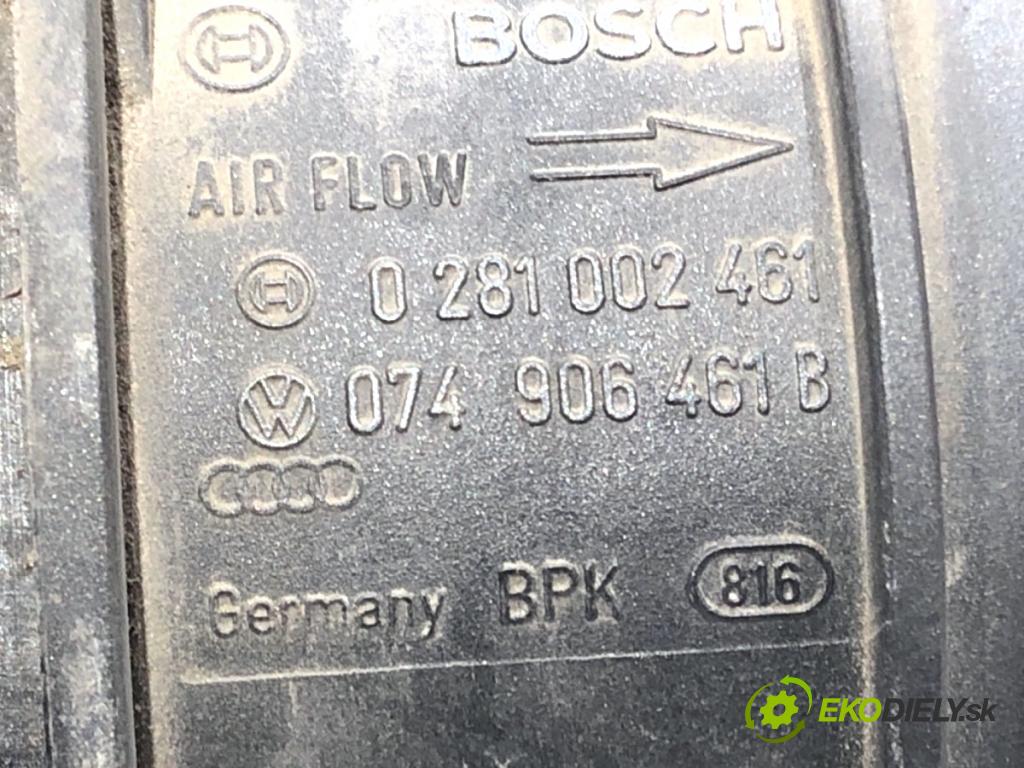 BOSCH
AIR FLOW
0 281 002 461
074 906 461 B
Germany BPK 816
EKODIELY.sk